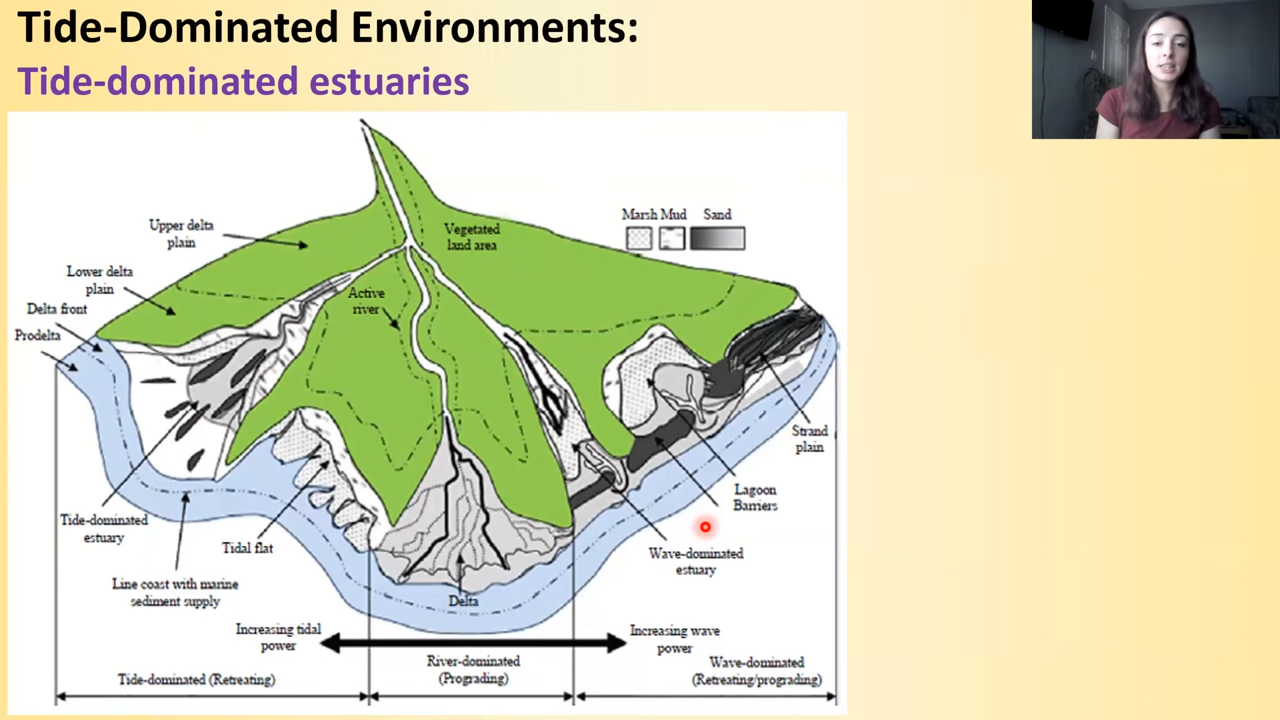 Tide-Dominated Environments:
Tide-dominated estuaries
Marsh Mud Sand
Upper delta
plain
Vegetated
land area
Lower delta
plain
Active
river
Delta front
Prodelta
Strand
plain
Lagoon
Barriers
Tide-dominated
estuary
Tidal flat
Wave-dominated
estuary
Line coast with marine
sediment supply
Delta
Increasing tidal
power
Increasing wave
power
River-dominated
(Prograding)
Wave-dominated
(Retreating/prograding)
Tide-dominated (Retreating)